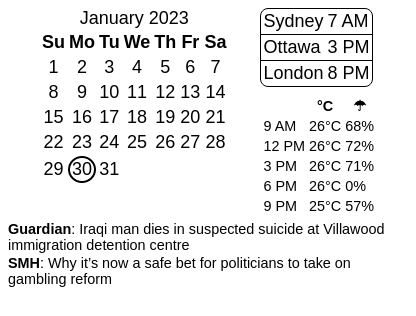 January 2023
Su Mo Tu We Th Fr Sa
1 2 3 4 5 6 7
8 9 10 11 12 13 14
15 16 17 18 19 20 21
22 23 24 25 26 27 28
29 30 31
Sydney 7 AM
Ottawa 3 PM
London 8 PM
°C ☂
9 AM 26°C 68%
12 PM 26°C 72%
3 PM 26°C 71%
6 PM 26°C 0%
9 PM 25°C 57%
Guardian: Iraqi man dies in suspected suicide at Villawood
immigration detention centre
SMH: Why it's now a safe bet for politicians to take on
gambling reform